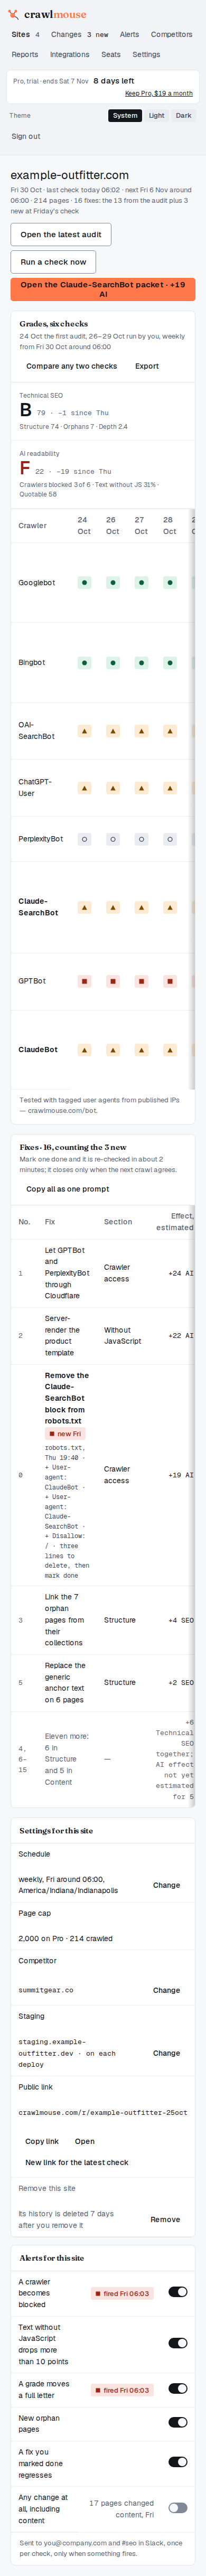 crawlmouse
Sites 4 Changes 3 new Alerts Competitors
Reports Integrations Seats Settings
Pro, trial · ends Sat 7 Nov 8 days left
Keep Pro, $19 a month
Theme System Light Dark
Sign out
example-outfitter.com
Fri 30 Oct · last check today 06:02 · next Fri 6 Nov around
06:00 · 214 pages · 16 fixes: the 13 from the audit plus 3
new at Friday's check
Open the latest audit
Run a check now
Open the Claude-SearchBot packet · +19
AI
Grades, six checks
24 Oct the first audit, 26–29 Oct run by you, weekly
from Fri 30 Oct around 06:00
Compare any two checks Export
Technical SEO
B 79 · −1 since Thu
Structure 74 · Orphans 7 · Depth 2.4
AI readability
F 22 · −19 since Thu
Crawlers blocked 3 of 6 · Text without JS 31% ·
Quotable 58
Crawler 24 26 27 28
Oct Oct Oct Oct
Googlebot
Bingbot
OAI-
SearchBot
ChatGPT-
User
PerplexityBot
Claude-
SearchBot
GPTBot
ClaudeBot
Tested with tagged user agents from published IPs
— crawlmouse.com/bot.
Fixes · 16, counting the 3 new
Mark one done and it is re-checked in about 2
minutes; it closes only when the next crawl agrees.
Copy all as one prompt
No. Fix Section Effect,
estimated
1 Let GPTBot
and
PerplexityBot
through
Cloudflare
Crawler
access
+24 AI
2 Server-
render the
product
template
Without
JavaScript
+22 AI
0 Remove the
Claude-
SearchBot
block from
robots.txt
new Fri
robots.txt,
Thu 19:40 ·
+ User-
agent:
ClaudeBot ·
+ User-
agent:
Claude-
SearchBot ·
+ Disallow:
/ · three
lines to
delete, then
mark done
Crawler
access
+19 AI
3 Link the 7
orphan
pages from
their
collections
Structure
+4 SEO
5 Replace the
generic
anchor text
on 6 pages
Structure
+2 SEO
4,
6–
15
Eleven more:
6 in
Structure
and 5 in
Content
—
+6
Technical
SEO
together;
AI effect
not yet
estimated
for 5
Settings for this site
Schedule
weekly, Fri around 06:00,
America/Indiana/Indianapolis
Change
Page cap
2,000 on Pro · 214 crawled
Competitor
summitgear.co Change
Staging
staging.example-
outfitter.dev · on each
deploy
Change
Public link
crawlmouse.com/r/example-outfitter-25oct
Copy link Open
New link for the latest check
Remove this site
Its history is deleted 7 days
after you remove it
Remove
Alerts for this site
A crawler
becomes
blocked
fired Fri 06:03
Text without
JavaScript
drops more
than 10 points
A grade moves
a full letter
fired Fri 06:03
New orphan
pages
A fix you
marked done
regresses
Any change at
all, including
content
17 pages changed
content, Fri
Sent to you@company.com and #seo in Slack, once
per check, only when something fires.